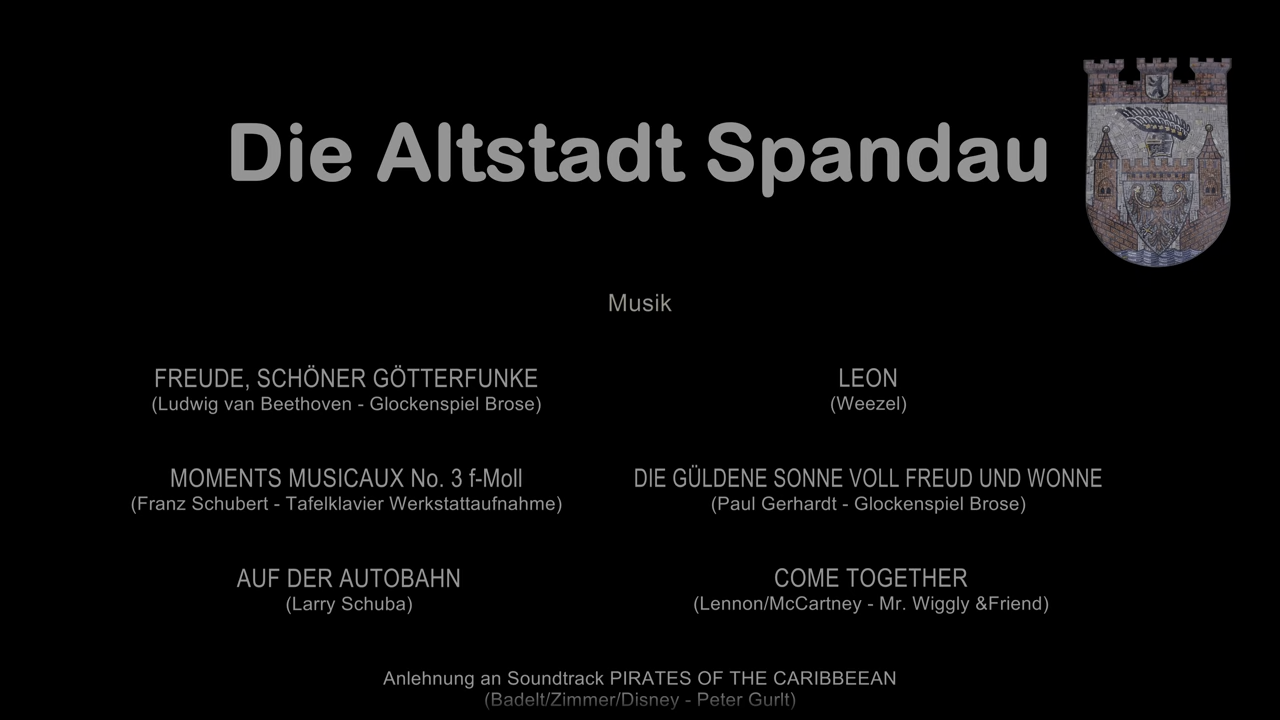 Die Altstadt Spandau
Musik
FREUDE, SCHÖNER GÖTTERFUNKE
(Ludwig van Beethoven - Glockenspiel Brose)
LEON
(Weezel)
MOMENTS MUSICAUX No. 3 f-Moll
(Franz Schubert - Tafelklavier Werkstattaufnahme)
DIE GÜLDENE SONNE VOLL FREUD UND WONNE
(Paul Gerhardt - Glockenspiel Brose)
AUF DER AUTOBAHN
(Larry Schuba)
COME TOGETHER
(Lennon/McCartney - Mr. Wiggly &Friend)
Anlehnung an Soundtrack PIRATES OF THE CARIBBEEAN
(Badelt/Zimmer/Disney - Peter Gurlt)